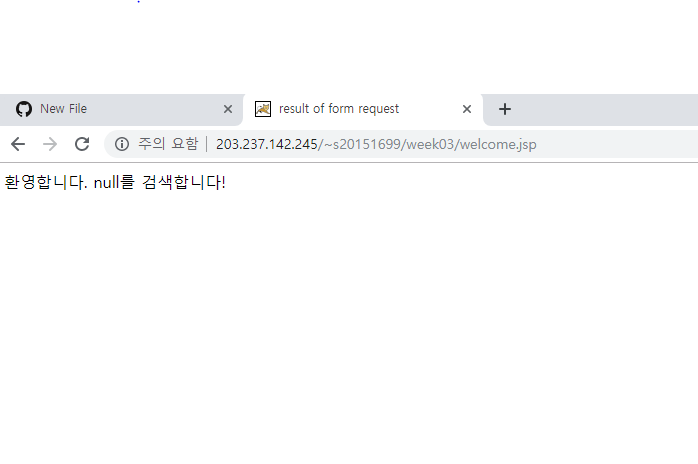 New File
result of form request
주의 요함 203.237.142.245/~s20151699/week03/welcome.jsp
환영합니다. null를 검색합니다!